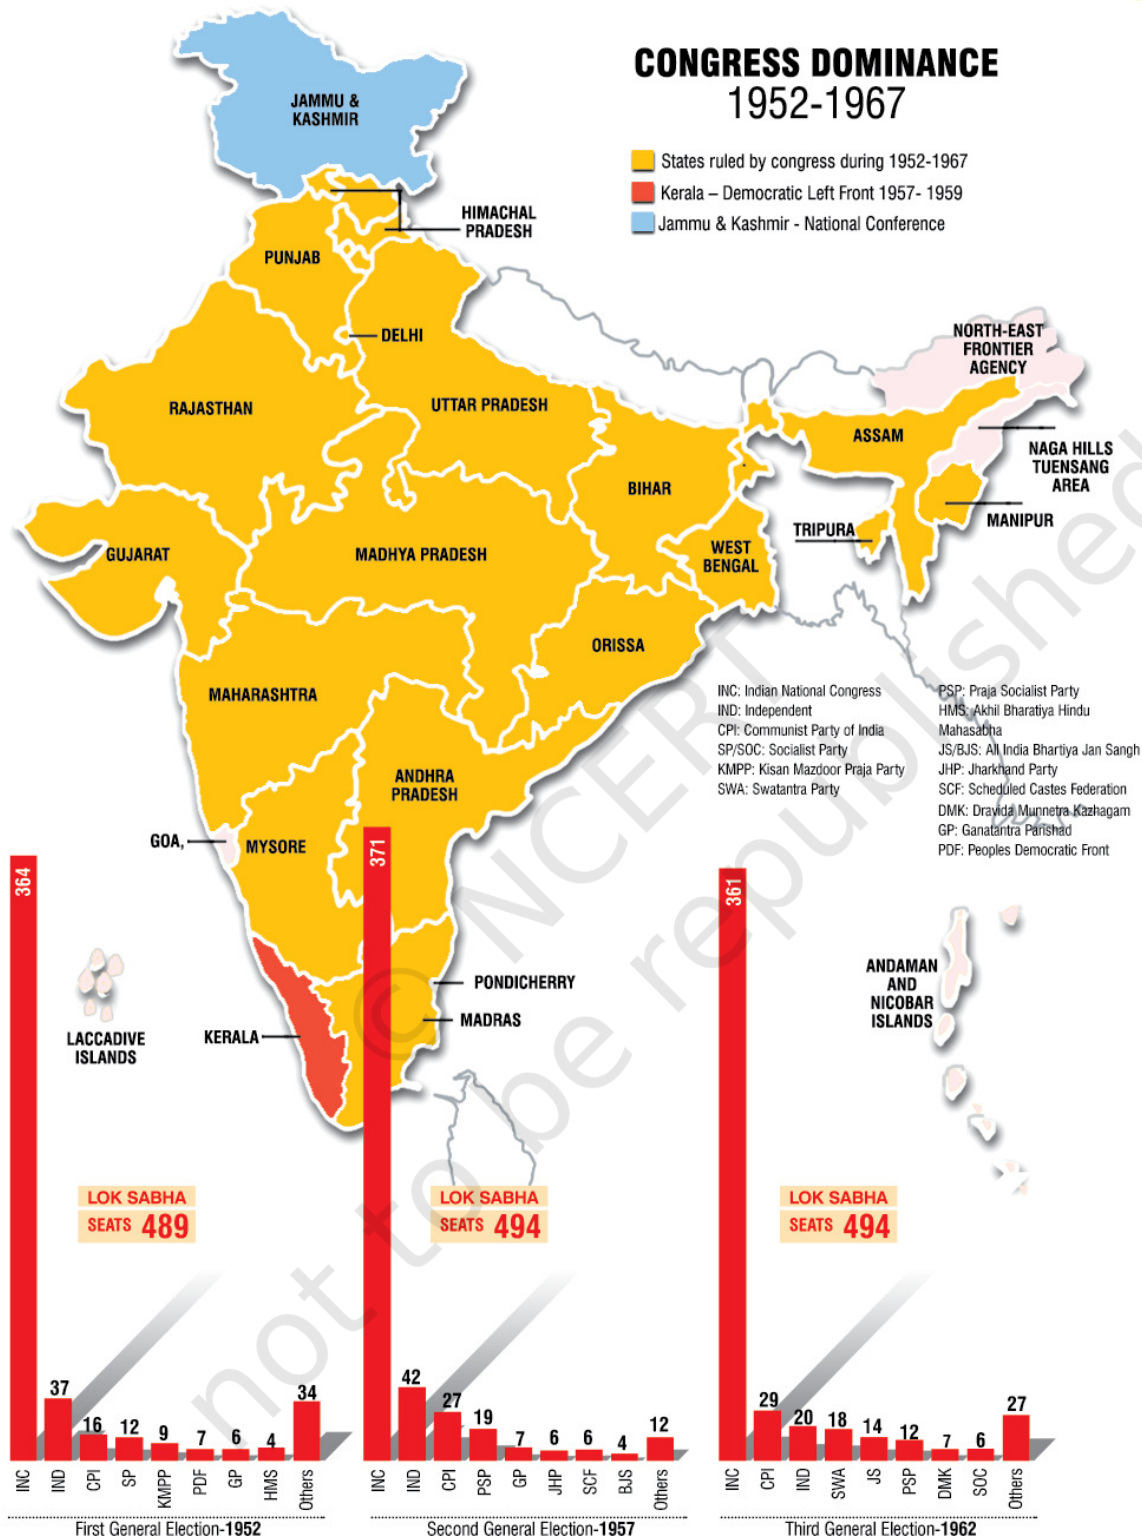 CONGRESS DOMINANCE
1952-1967
States ruled by congress during 1952-1967
Kerala – Democratic Left Front 1957- 1959
Jammu & Kashmir - National Conference
JAMMU &
KASHMIR
HIMACHAL
PRADESH
PUNJAB
DELHI
RAJASTHAN
UTTAR PRADESH
NORTH-EAST
FRONTIER
AGENCY
ASSAM
NAGA HILLS
TUENSANG
AREA
BIHAR
MANIPUR
TRIPURA
GUJARAT
MADHYA PRADESH
WEST
BENGAL
ORISSA
MAHARASHTRA
ANDHRA
PRADESH
GOA,
MYSORE
INC: Indian National Congress
IND: Independent
CPI: Communist Party of India
SP/SOC: Socialist Party
KMPP: Kisan Mazdoor Praja Party
SWA: Swatantra Party
PSP: Praja Socialist Party
HMS: Akhil Bharatiya Hindu
Mahasabha
JS/BJS: All India Bhartiya Jan Sangh
JHP: Jharkhand Party
SCF: Scheduled Castes Federation
DMK: Dravida Munnetra Kazhagam
GP: Ganatantra Parishad
PDF: Peoples Democratic Front
PONDICHERRY
MADRAS
KERALA
LACCADIVE
ISLANDS
ANDAMAN
AND
NICOBAR
ISLANDS
© NCERT
not to be republished
LOK SABHA
SEATS 489
364
37
16
12
9
7
6
4
34
INC
IND
CPI
SP
KMPP
PDF
GP
HMS
Others
First General Election-1952
LOK SABHA
SEATS 494
371
42
27
19
7
6
6
4
12
INC
IND
CPI
PSP
GP
JHP
SCF
BJS
Others
Second General Election-1957
LOK SABHA
SEATS 494
361
29
20
18
14
12
7
6
27
INC
CPI
IND
SWA
JS
PSP
DMK
SOC
Others
Third General Election-1962